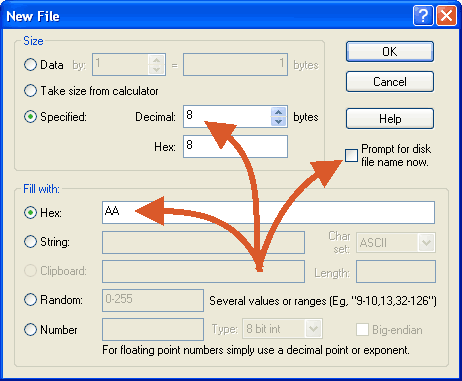 New File
Size
Data by: 1 = 1 bytes
OK
Take size from calculator
Cancel
Specified: Decimal: 8 bytes
Help
Hex: 8
Prompt for disk
file name now.
Fill with:
Hex: AA
String: Char set: ASCII
Clipboard: Length:
Random: 0-255 Several values or ranges (Eg, "9-10,13,32-126")
Number Type: 8 bit int Big-endian
For floating point numbers simply use a decimal point or exponent.